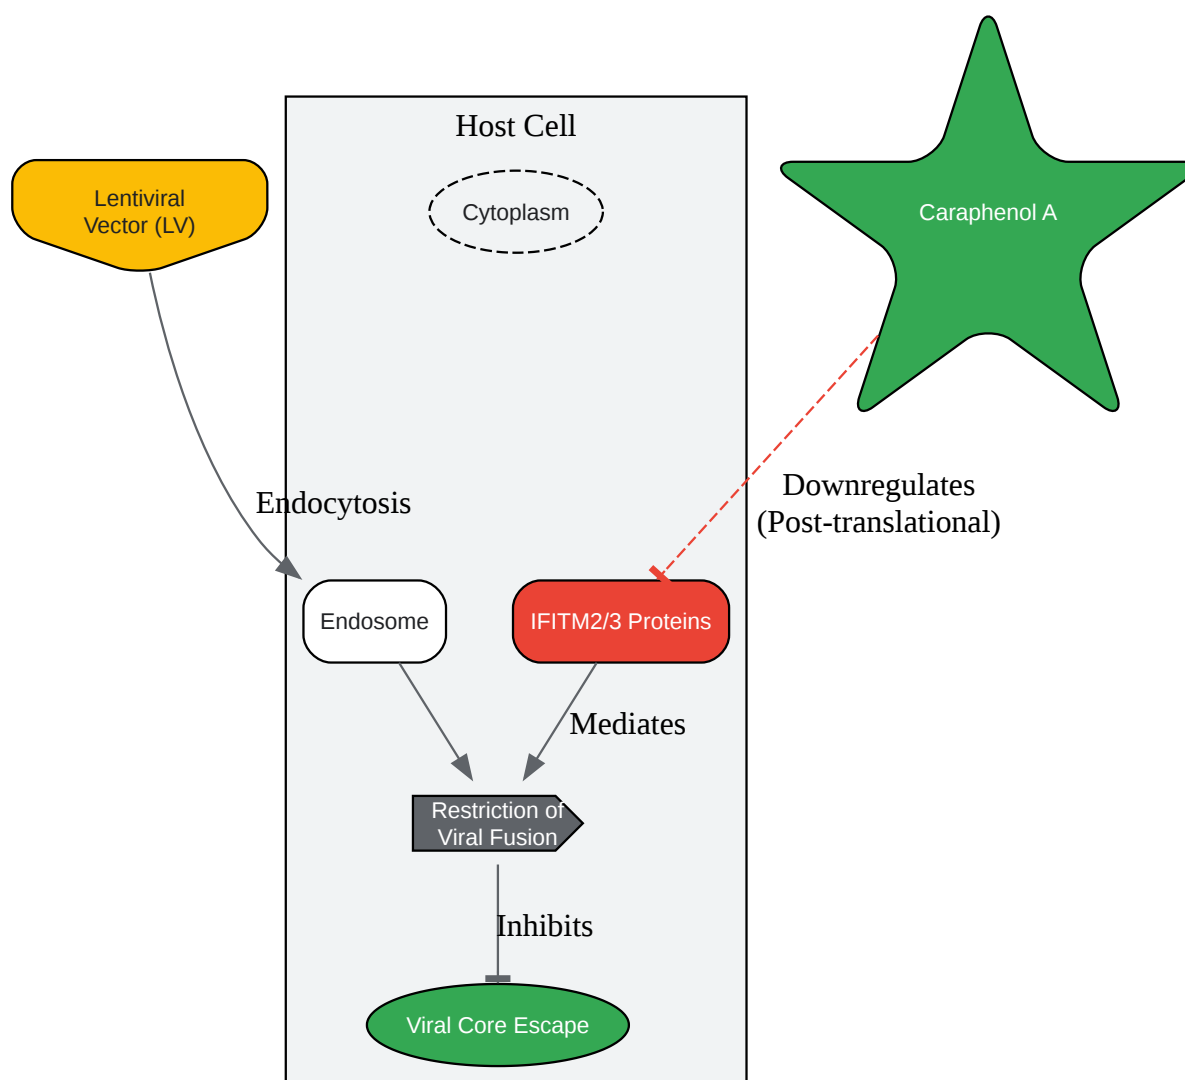 Host Cell
Lentiviral
Vector (LV)
Cytoplasm
Caraphenol A
Endocytosis
Downregulates
(Post-translational)
Endosome
IFITM2/3 Proteins
Mediates
Restriction of
Viral Fusion
Inhibits
Viral Core Escape